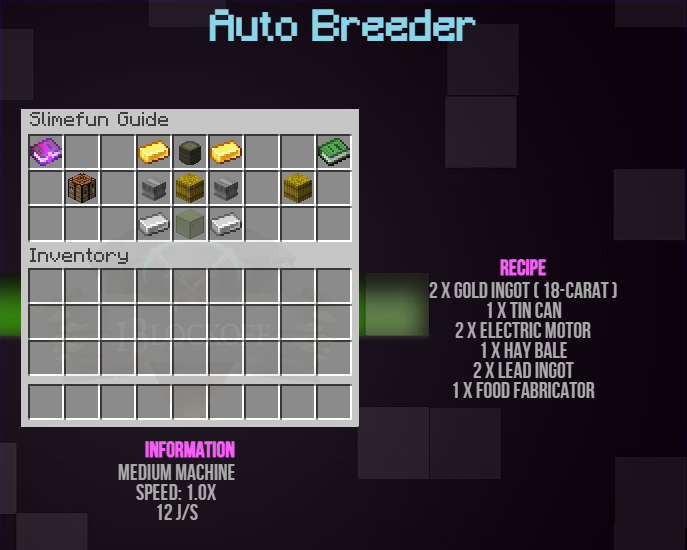 Auto Breeder
Slimefun Guide
Inventory
1Blockoff
RECIPE
2 X GOLD INGOT ( 18-CARAT )
1 X TIN CAN
2 X ELECTRIC MOTOR
1 X HAY BALE
2 X LEAD INGOT
1 X FOOD FABRICATOR
INFORMATION
MEDIUM MACHINE
SPEED: 1.0X
12 J/S